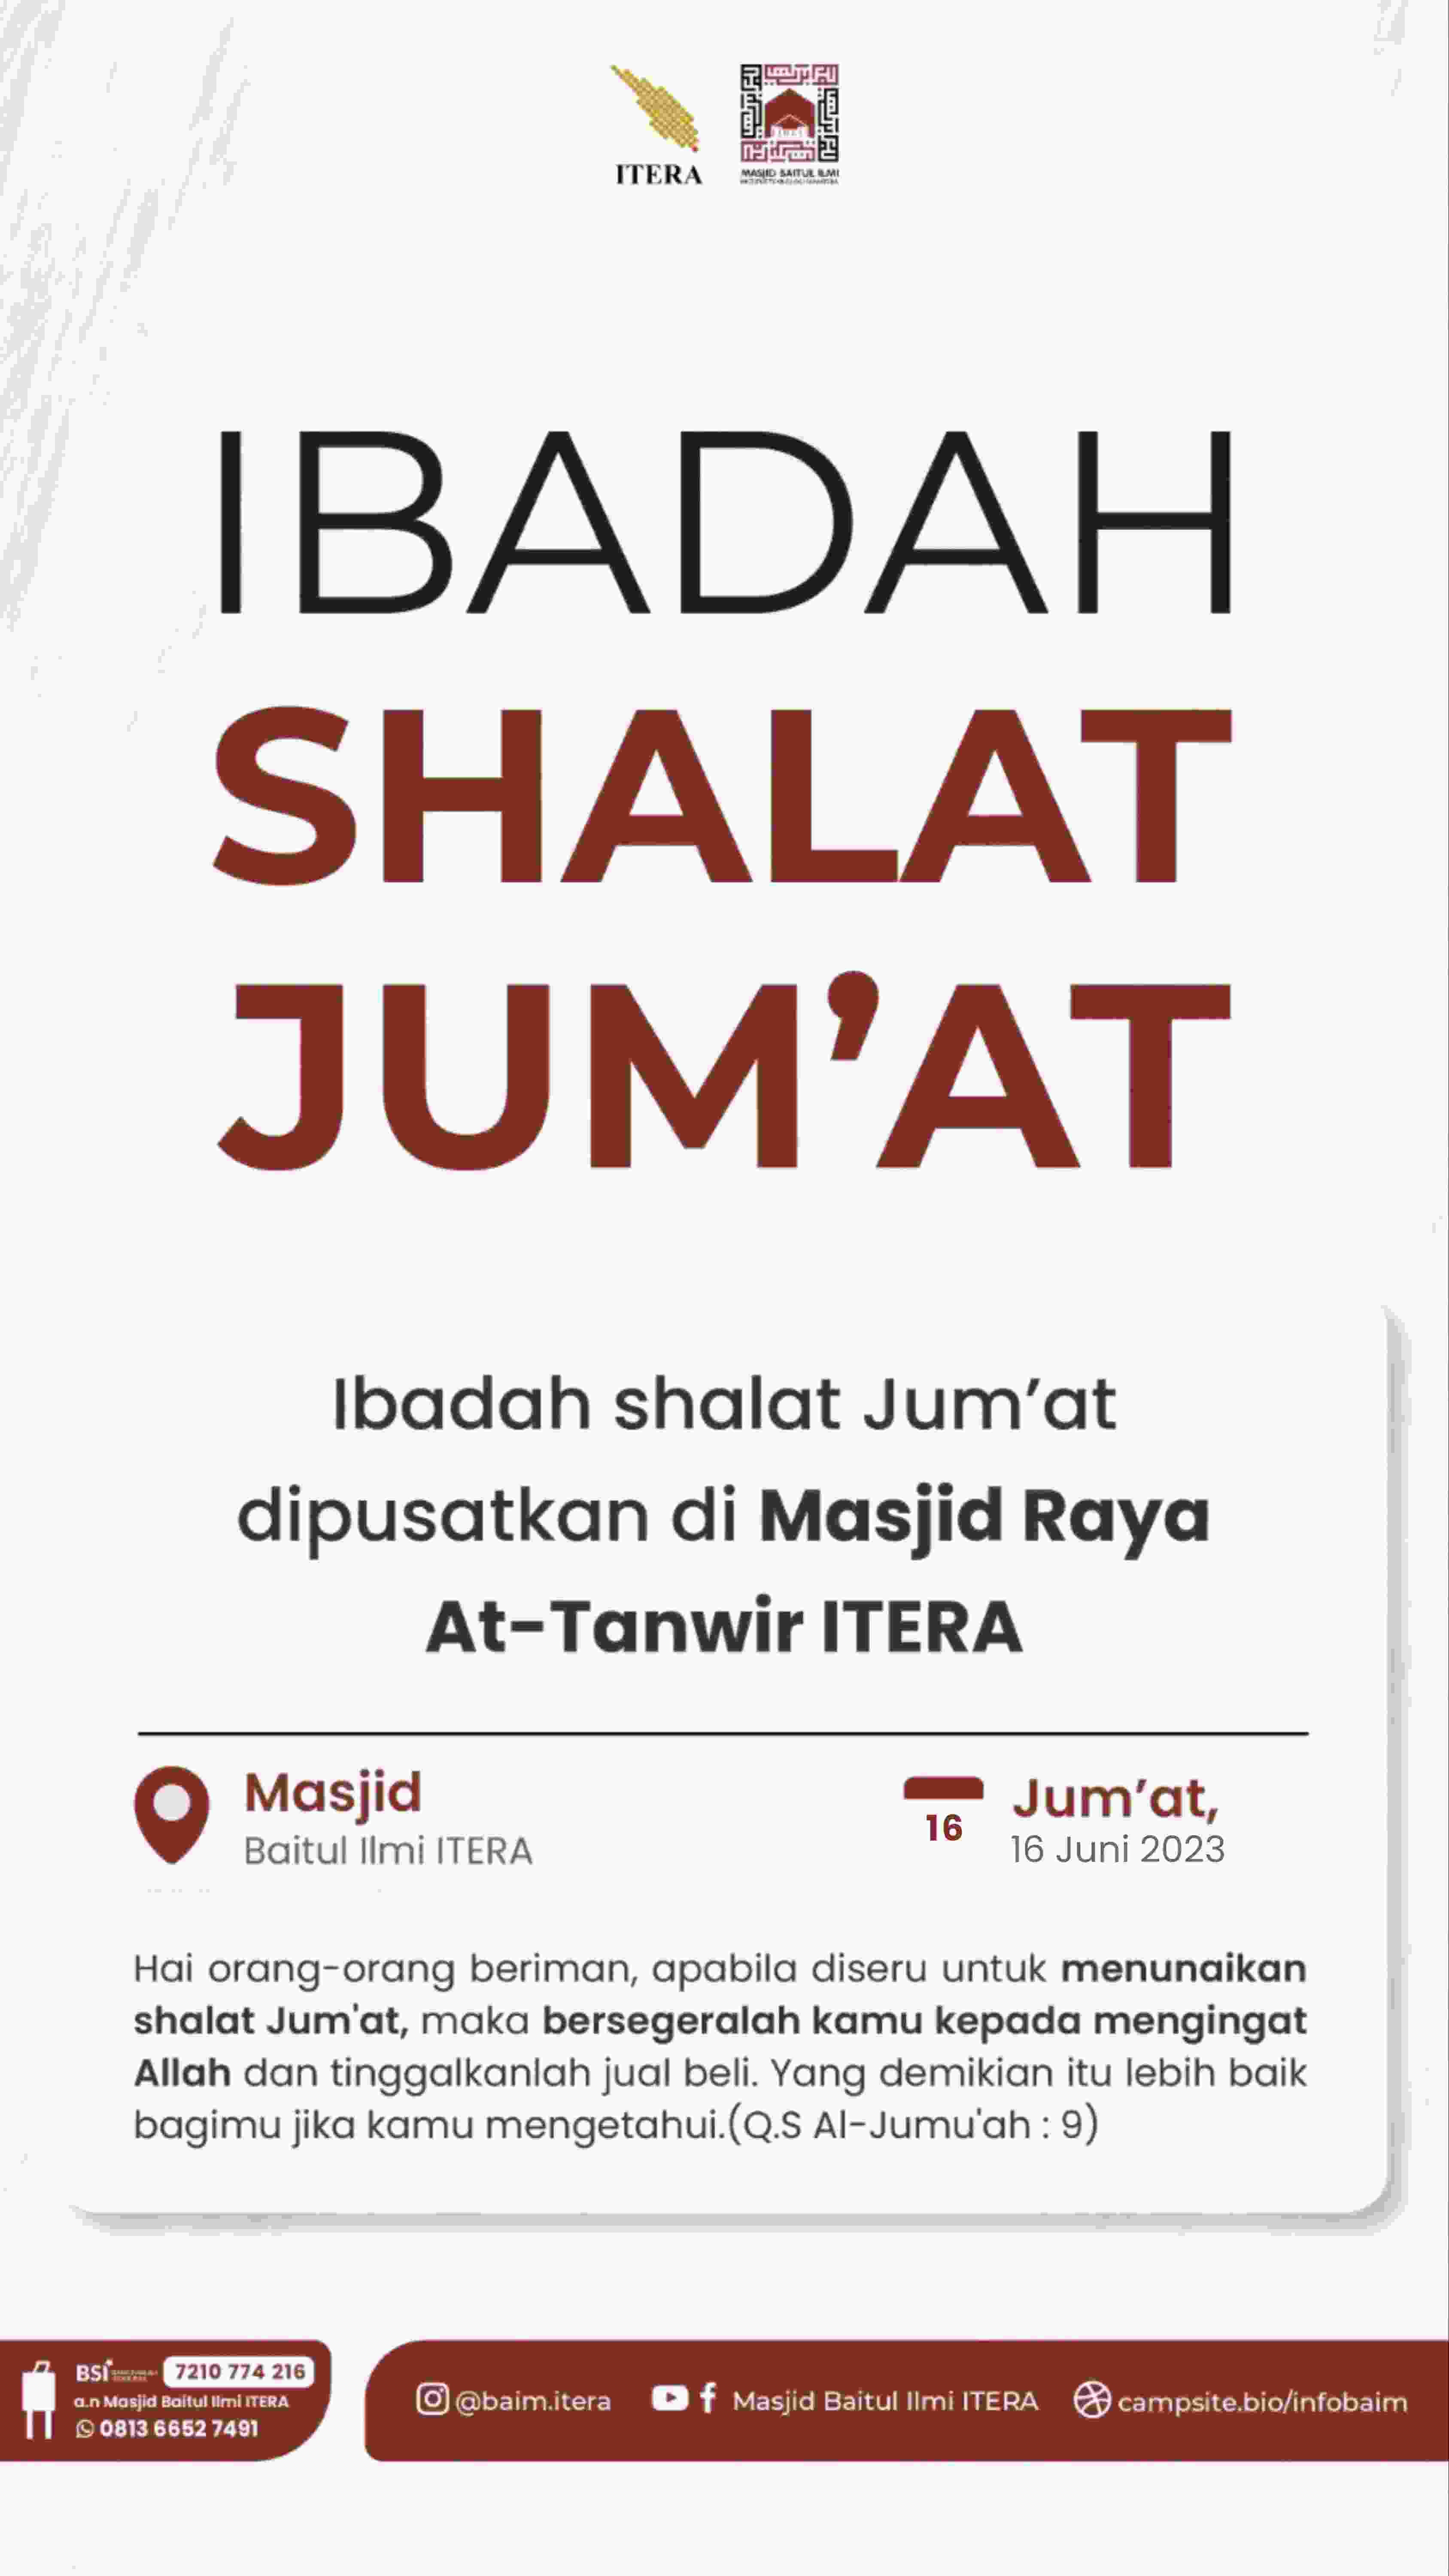 ITERA
MASJID BAITUL ILMI
IBADAH
SHALAT
JUM’AT
Ibadah shalat Jum’at
dipusatkan di Masjid Raya
At-Tanwir ITERA
Masjid
Baitul Ilmi ITERA
16
Jum’at,
16 Juni 2023
Hai orang-orang beriman, apabila diseru untuk menunaikan
shalat Jum'at, maka bersegeralah kamu kepada mengingat
Allah dan tinggalkanlah jual beli. Yang demikian itu lebih baik
bagimu jika kamu mengetahui.(Q.S Al-Jumu'ah : 9)
BSI 7210 774 216
a.n Masjid Baitul Ilmi ITERA
0813 6652 7491
@baim.itera
Masjid Baitul Ilmi ITERA
campsite.bio/infobaim